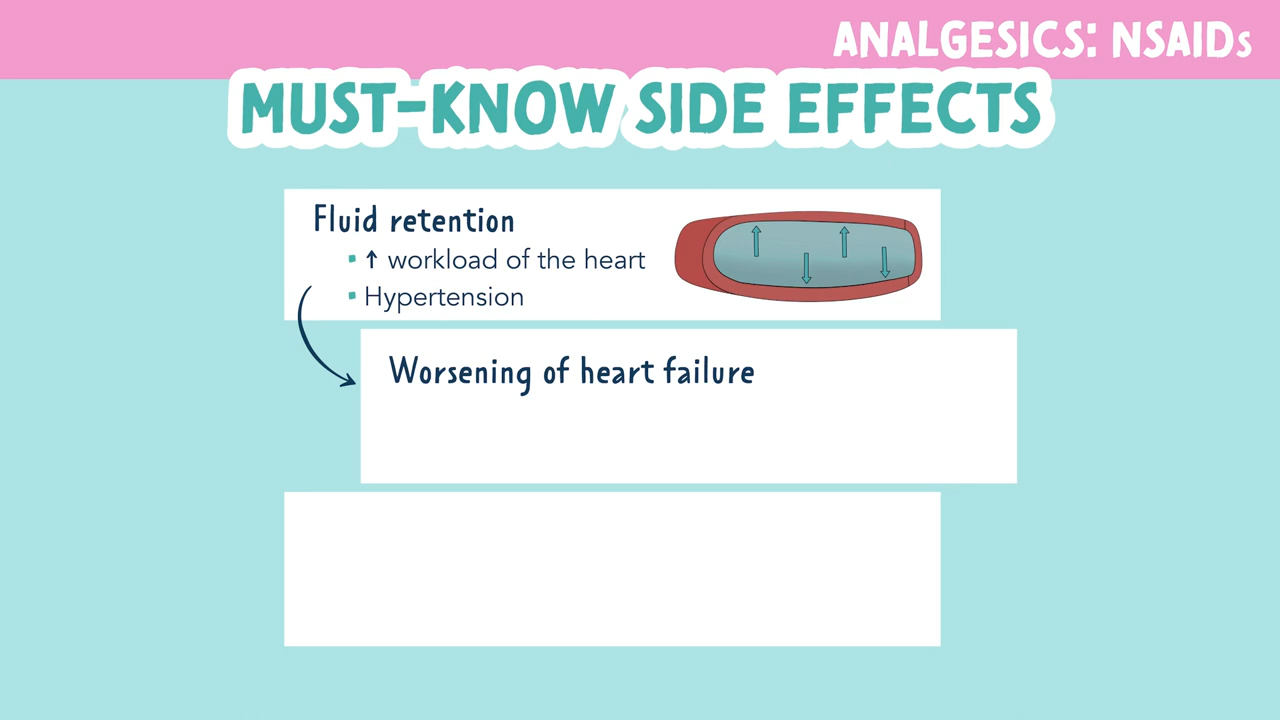 ANALGESICS: NSAIDs
MUST-KNOW SIDE EFFECTS
Fluid retention
▪ ↑ workload of the heart
▪ Hypertension
Worsening of heart failure